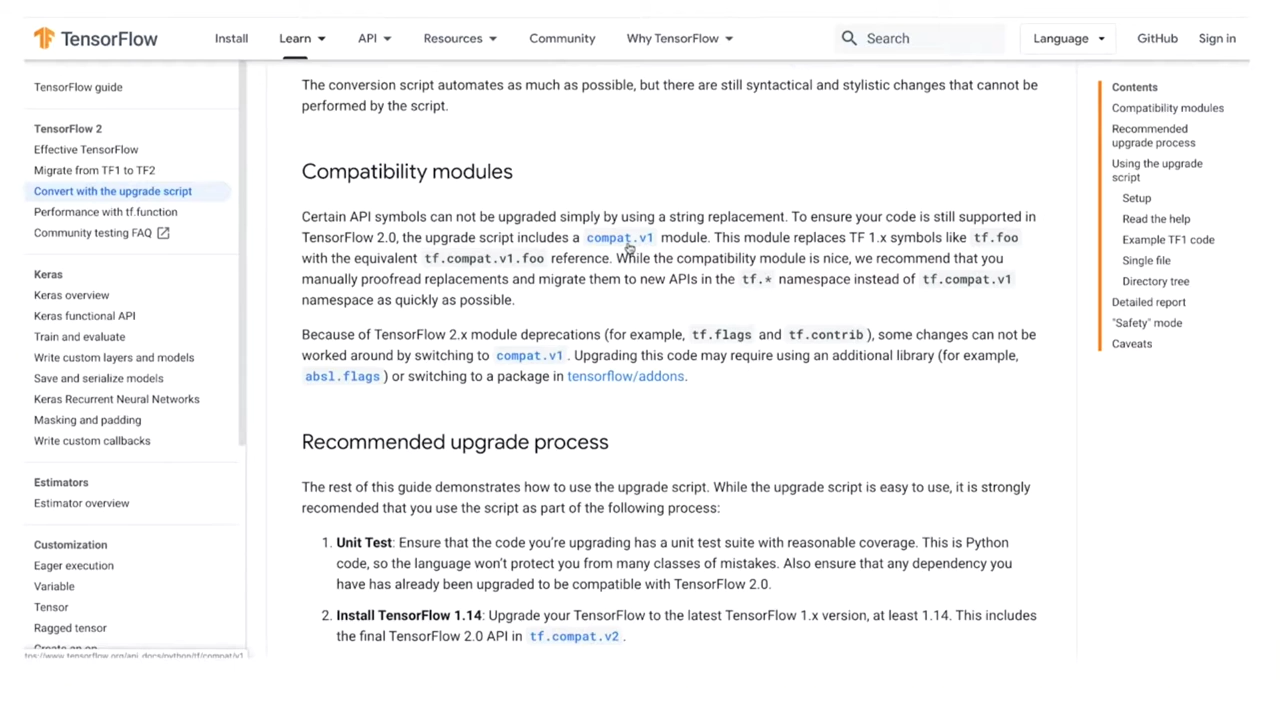 TensorFlow
Install
Learn
API
Resources
Community
Why TensorFlow
Search
Language
GitHub
Sign in
TensorFlow guide
TensorFlow 2
Effective TensorFlow
Migrate from TF1 to TF2
Convert with the upgrade script
Performance with tf.function
Community testing FAQ
Keras
Keras overview
Keras functional API
Train and evaluate
Write custom layers and models
Save and serialize models
Keras Recurrent Neural Networks
Masking and padding
Write custom callbacks
Estimators
Estimator overview
Customization
Eager execution
Variable
Tensor
Ragged tensor
Create an op
tps://www.tensorflow.org/api_docs/python/tf/compat/v1
The conversion script automates as much as possible, but there are still syntactical and stylistic changes that cannot be
performed by the script.
Compatibility modules
Certain API symbols can not be upgraded simply by using a string replacement. To ensure your code is still supported in
TensorFlow 2.0, the upgrade script includes a compat.v1 module. This module replaces TF 1.x symbols like tf.foo
with the equivalent tf.compat.v1.foo reference. While the compatibility module is nice, we recommend that you
manually proofread replacements and migrate them to new APIs in the tf.* namespace instead of tf.compat.v1
namespace as quickly as possible.
Because of TensorFlow 2.x module deprecations (for example, tf.flags and tf.contrib), some changes can not be
worked around by switching to compat.v1. Upgrading this code may require using an additional library (for example,
absl.flags) or switching to a package in tensorflow/addons.
Recommended upgrade process
The rest of this guide demonstrates how to use the upgrade script. While the upgrade script is easy to use, it is strongly
recomended that you use the script as part of the following process:
1. Unit Test: Ensure that the code you're upgrading has a unit test suite with reasonable coverage. This is Python
code, so the language won't protect you from many classes of mistakes. Also ensure that any dependency you
have has already been upgraded to be compatible with TensorFlow 2.0.
2. Install TensorFlow 1.14: Upgrade your TensorFlow to the latest TensorFlow 1.x version, at least 1.14. This includes
the final TensorFlow 2.0 API in tf.compat.v2.
Contents
Compatibility modules
Recommended
upgrade process
Using the upgrade
script
Setup
Read the help
Example TF1 code
Single file
Directory tree
Detailed report
"Safety" mode
Caveats